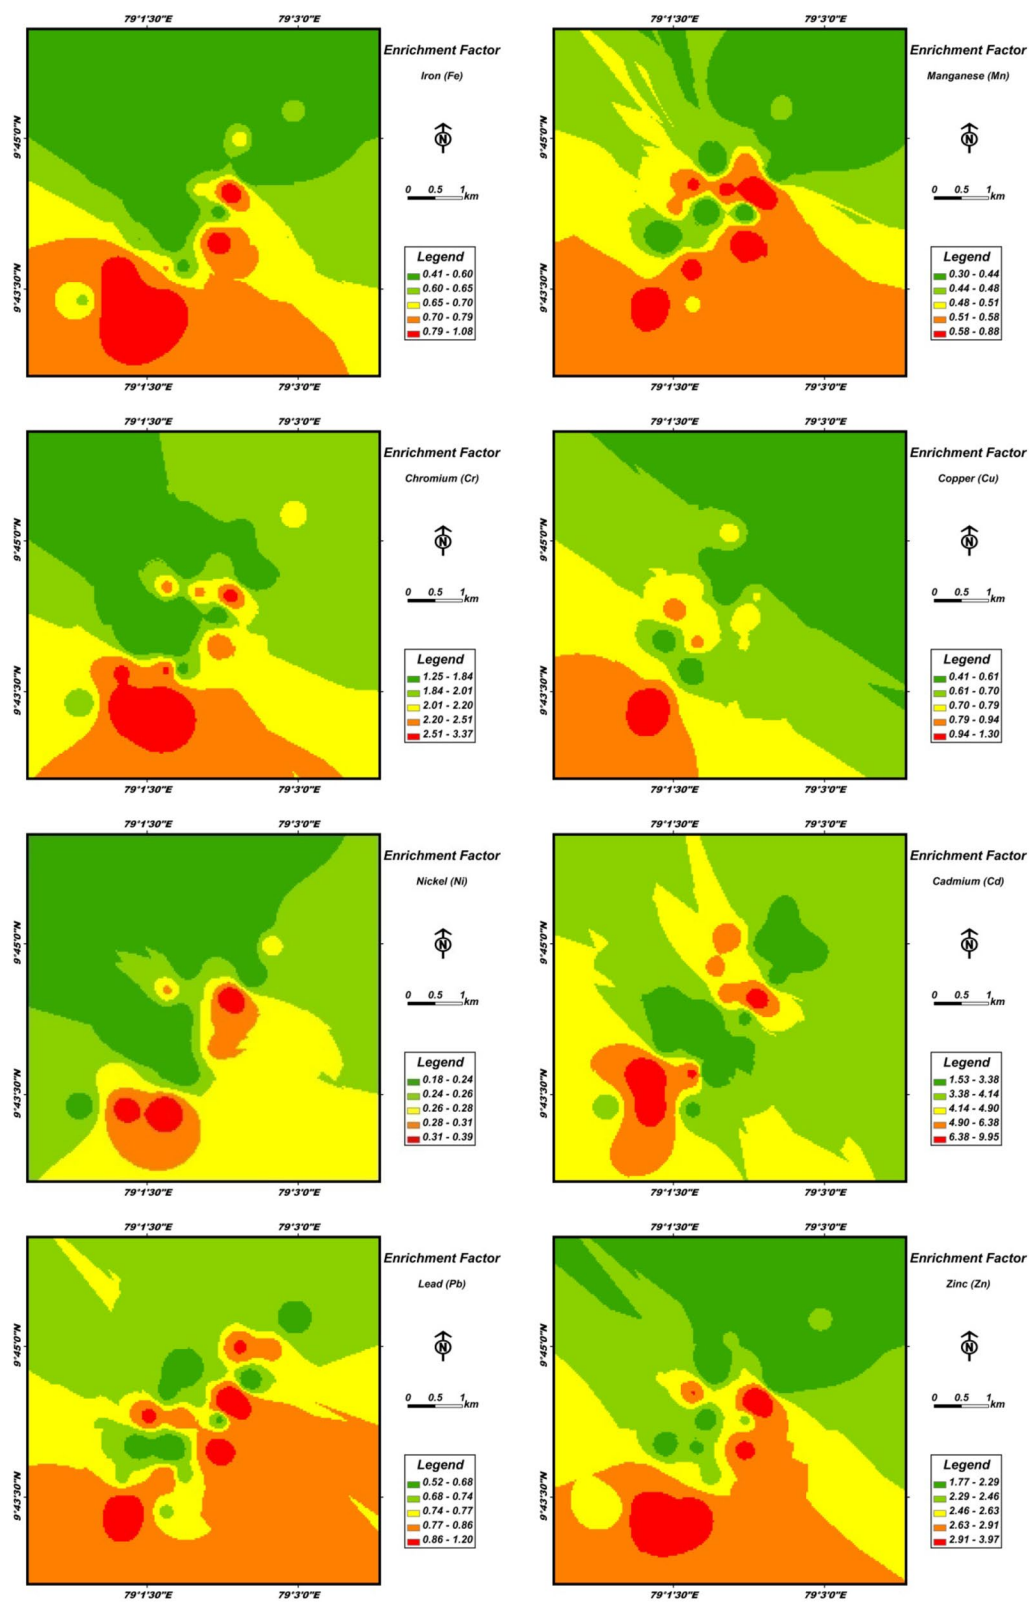 79°1'30"E 79°3'0"E
9°45'0"N
9°43'30"N
Enrichment Factor
Iron (Fe)
N
0 0.5 1
km
Legend
0.41 - 0.60
0.60 - 0.65
0.65 - 0.70
0.70 - 0.79
0.79 - 1.08
79°1'30"E 79°3'0"E
79°1'30"E 79°3'0"E
9°45'0"N
9°43'30"N
Enrichment Factor
Manganese (Mn)
N
0 0.5 1
km
Legend
0.30 - 0.44
0.44 - 0.48
0.48 - 0.51
0.51 - 0.58
0.58 - 0.88
79°1'30"E 79°3'0"E
9°45'0"N
9°43'30"N
Enrichment Factor
Chromium (Cr)
N
0 0.5 1
km
Legend
1.25 - 1.84
1.84 - 2.01
2.01 - 2.20
2.20 - 2.51
2.51 - 3.37
79°1'30"E 79°3'0"E
9°45'0"N
9°43'30"N
Enrichment Factor
Copper (Cu)
N
0 0.5 1
km
Legend
0.41 - 0.61
0.61 - 0.70
0.70 - 0.79
0.79 - 0.94
0.94 - 1.30
79°1'30"E 79°3'0"E
79°1'30"E 79°3'0"E
9°45'0"N
9°43'30"N
Enrichment Factor
Nickel (Ni)
N
0 0.5 1
km
Legend
0.18 - 0.24
0.24 - 0.26
0.26 - 0.28
0.28 - 0.31
0.31 - 0.39
79°1'30"E 79°3'0"E
79°1'30"E 79°3'0"E
9°45'0"N
9°43'30"N
Enrichment Factor
Cadmium (Cd)
N
0 0.5 1
km
Legend
1.53 - 3.38
3.38 - 4.14
4.14 - 4.90
4.90 - 6.38
6.38 - 9.95
79°1'30"E 79°3'0"E
79°1'30"E 79°3'0"E
9°45'0"N
9°43'30"N
Enrichment Factor
Lead (Pb)
N
0 0.5 1
km
Legend
0.52 - 0.68
0.68 - 0.74
0.74 - 0.77
0.77 - 0.86
0.86 - 1.20
79°1'30"E 79°3'0"E
79°1'30"E 79°3'0"E
9°45'0"N
9°43'30"N
Enrichment Factor
Zinc (Zn)
N
0 0.5 1
km
Legend
1.77 - 2.29
2.29 - 2.46
2.46 - 2.63
2.63 - 2.91
2.91 - 3.97
79°1'30"E 79°3'0"E